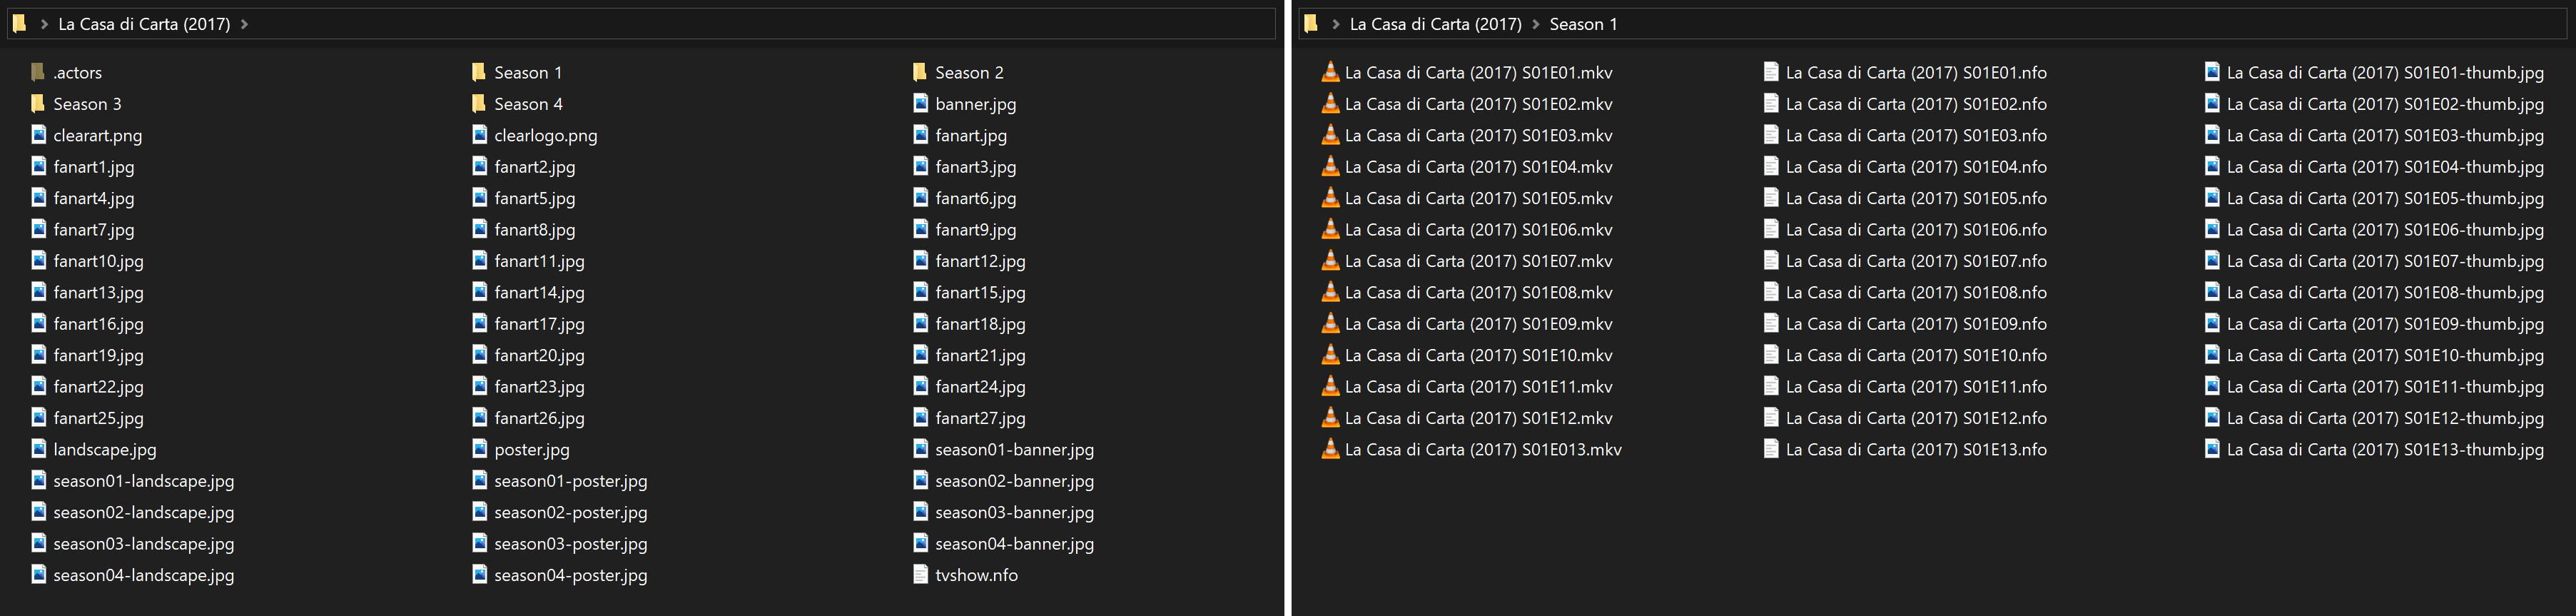 La Casa di Carta (2017)
.actors Season 1 Season 2
Season 3 Season 4 banner.jpg
clearart.png clearlogo.png fanart.jpg
fanart1.jpg fanart2.jpg fanart3.jpg
fanart4.jpg fanart5.jpg fanart6.jpg
fanart7.jpg fanart8.jpg fanart9.jpg
fanart10.jpg fanart11.jpg fanart12.jpg
fanart13.jpg fanart14.jpg fanart15.jpg
fanart16.jpg fanart17.jpg fanart18.jpg
fanart19.jpg fanart20.jpg fanart21.jpg
fanart22.jpg fanart23.jpg fanart24.jpg
fanart25.jpg fanart26.jpg fanart27.jpg
landscape.jpg poster.jpg season01-banner.jpg
season01-landscape.jpg season01-poster.jpg season02-banner.jpg
season02-landscape.jpg season02-poster.jpg season03-banner.jpg
season03-landscape.jpg season03-poster.jpg season04-banner.jpg
season04-landscape.jpg season04-poster.jpg tvshow.nfo
La Casa di Carta (2017) Season 1
La Casa di Carta (2017) S01E01.mkv La Casa di Carta (2017) S01E01.nfo La Casa di Carta (2017) S01E01-thumb.jpg
La Casa di Carta (2017) S01E02.mkv La Casa di Carta (2017) S01E02.nfo La Casa di Carta (2017) S01E02-thumb.jpg
La Casa di Carta (2017) S01E03.mkv La Casa di Carta (2017) S01E03.nfo La Casa di Carta (2017) S01E03-thumb.jpg
La Casa di Carta (2017) S01E04.mkv La Casa di Carta (2017) S01E04.nfo La Casa di Carta (2017) S01E04-thumb.jpg
La Casa di Carta (2017) S01E05.mkv La Casa di Carta (2017) S01E05.nfo La Casa di Carta (2017) S01E05-thumb.jpg
La Casa di Carta (2017) S01E06.mkv La Casa di Carta (2017) S01E06.nfo La Casa di Carta (2017) S01E06-thumb.jpg
La Casa di Carta (2017) S01E07.mkv La Casa di Carta (2017) S01E07.nfo La Casa di Carta (2017) S01E07-thumb.jpg
La Casa di Carta (2017) S01E08.mkv La Casa di Carta (2017) S01E08.nfo La Casa di Carta (2017) S01E08-thumb.jpg
La Casa di Carta (2017) S01E09.mkv La Casa di Carta (2017) S01E09.nfo La Casa di Carta (2017) S01E09-thumb.jpg
La Casa di Carta (2017) S01E10.mkv La Casa di Carta (2017) S01E10.nfo La Casa di Carta (2017) S01E10-thumb.jpg
La Casa di Carta (2017) S01E11.mkv La Casa di Carta (2017) S01E11.nfo La Casa di Carta (2017) S01E11-thumb.jpg
La Casa di Carta (2017) S01E12.mkv La Casa di Carta (2017) S01E12.nfo La Casa di Carta (2017) S01E12-thumb.jpg
La Casa di Carta (2017) S01E013.mkv La Casa di Carta (2017) S01E13.nfo La Casa di Carta (2017) S01E13-thumb.jpg